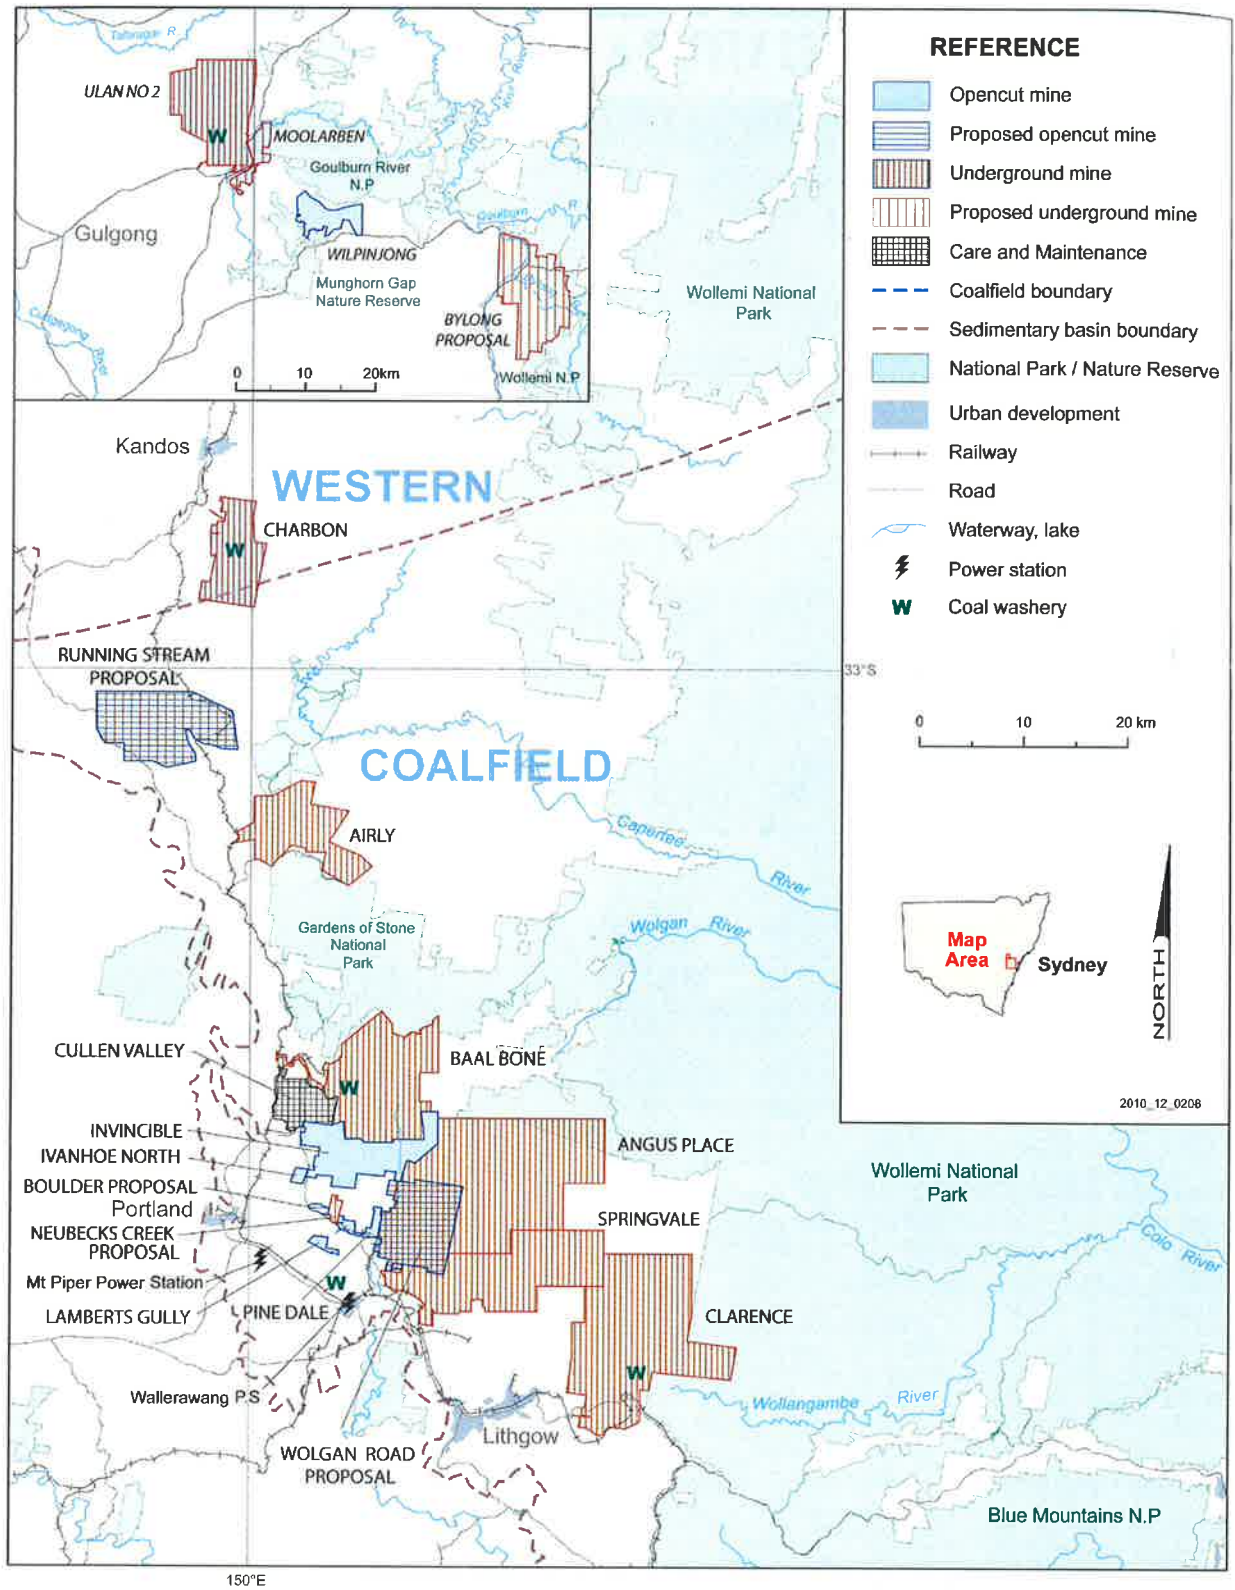 Talbragar R.
ULAN NO 2
W
MOOLARBEN
Goulburn River
N.P
Gulgong
WILPINJONG
Goulburn R
River
Munghorn Gap
Nature Reserve
Cudgegong
River
BYLONG
PROPOSAL
Wollemi N.P
0 10 20km
Wollemi National
Park
REFERENCE
Opencut mine
Proposed opencut mine
Underground mine
Proposed underground mine
Care and Maintenance
Coalfield boundary
Sedimentary basin boundary
National Park / Nature Reserve
Urban development
Railway
Road
Waterway, lake
Power station
W Coal washery
33°S
0 10 20 km
Map
Area
Sydney
NORTH
2010_12_0208
Kandos
WESTERN
CHARBON
W
RUNNING STREAM
PROPOSAL
COALFIELD
AIRLY
Capertee
River
Wolgan River
Gardens of Stone
National
Park
CULLEN VALLEY
BAAL BONE
W
INVINCIBLE
IVANHOE NORTH
ANGUS PLACE
BOULDER PROPOSAL
Portland
NEUBECKS CREEK
PROPOSAL
SPRINGVALE
Wollemi National
Park
Colo River
Mt Piper Power Station
W
LAMBERTS GULLY
PINE DALE
CLARENCE
W
Wallerawang P.S
Wollangambe River
Lithgow
WOLGAN ROAD
PROPOSAL
Blue Mountains N.P
150°E